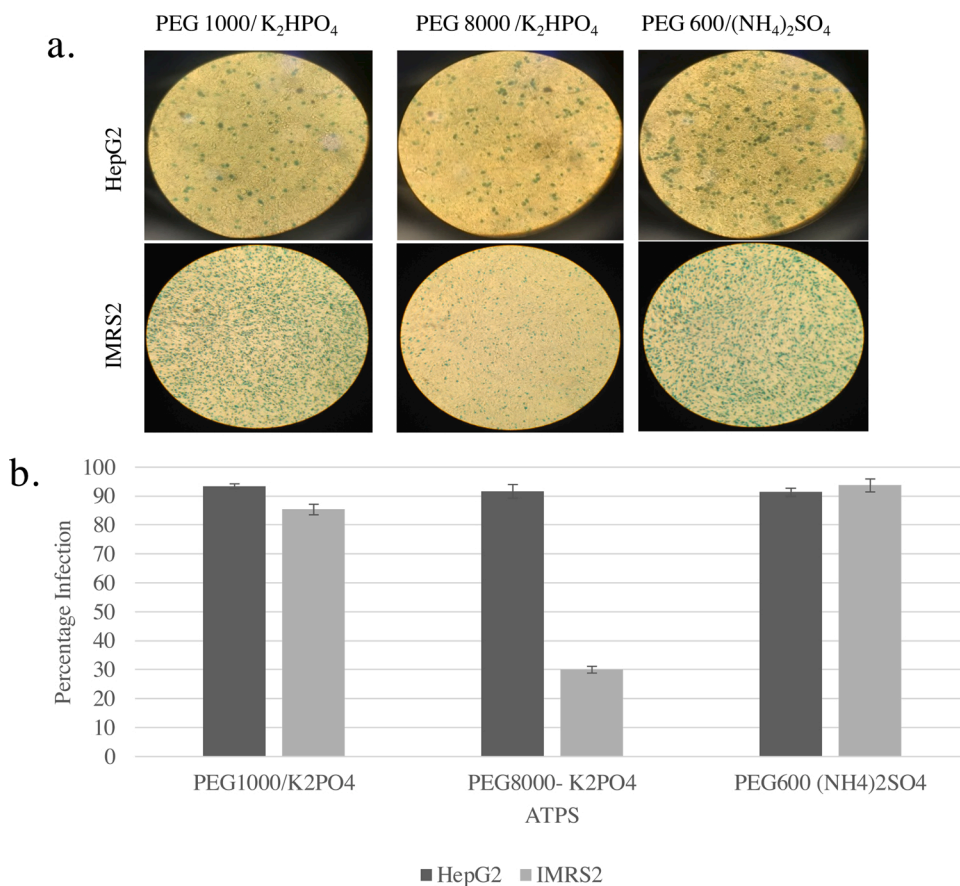 a.
PEG 1000/ K₂HPO₄
PEG 8000 /K₂HPO₄
PEG 600/(NH₄)₂SO₄
HepG2
IMRS2
b.
Percentage Infection
100
90
80
70
60
50
40
30
20
10
0
PEG1000/K2PO4
PEG8000- K2PO4
PEG600 (NH4)2SO4
ATPS
HepG2
IMRS2